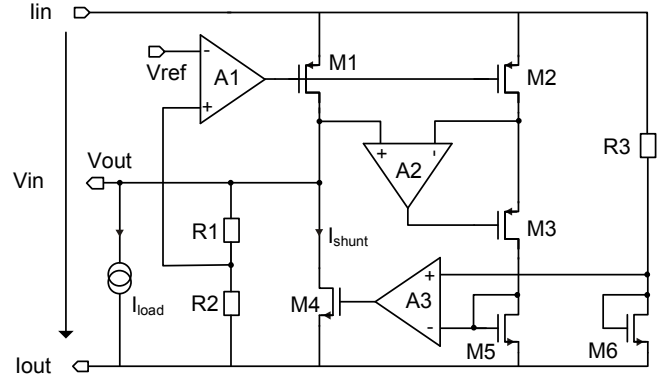 Iin
Vref
-
+
A1
M1
M2
+
-
A2
R3
Vin
Vout
R1
Ishunt
M3
Iload
R2
M4
A3
+
-
M5
M6
Iout